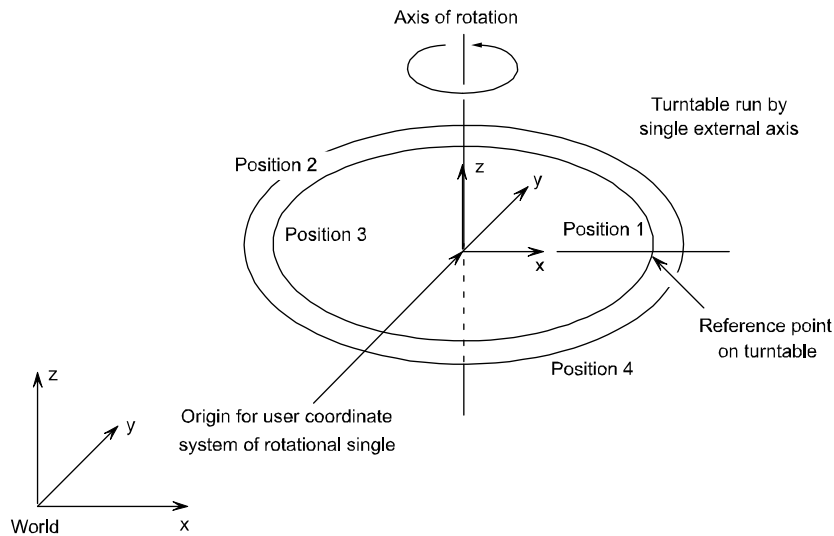 Axis of rotation
Turntable run by
single external axis
Position 2
z
y
Position 3
Position 1
x
Reference point
on turntable
Position 4
z
Origin for user coordinate
system of rotational single
y
World
x